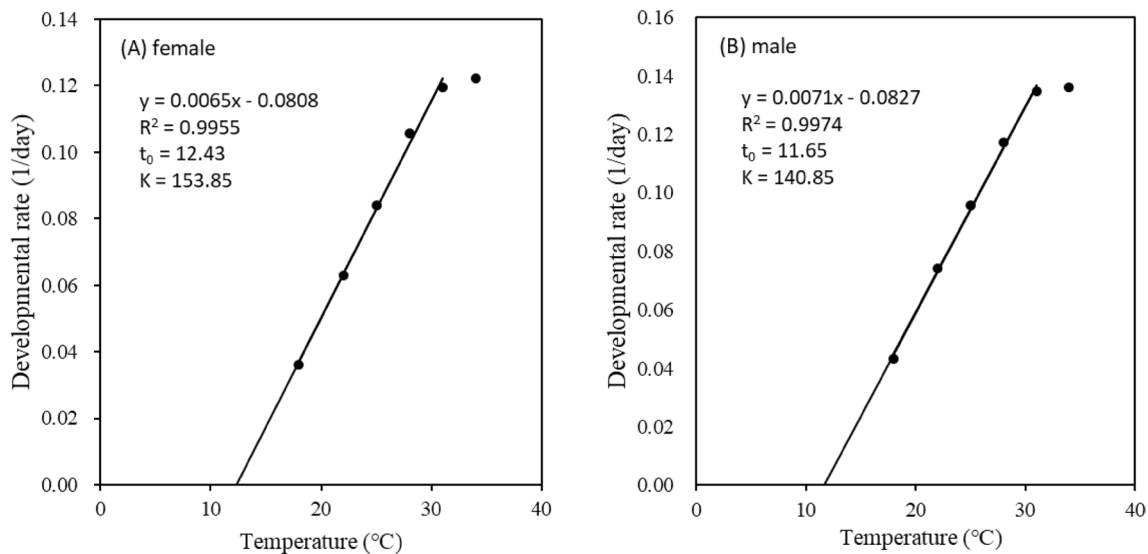 (A) female
y = 0.0065x - 0.0808
R² = 0.9955
t₀ = 12.43
K = 153.85
0.14
0.12
0.10
0.08
0.06
0.04
0.02
0.00
0
10
20
30
40
Developmental rate (1/day)
Temperature (°C)
(B) male
y = 0.0071x - 0.0827
R² = 0.9974
t₀ = 11.65
K = 140.85
0.16
0.14
0.12
0.10
0.08
0.06
0.04
0.02
0.00
0
10
20
30
40
Developmental rate (1/day)
Temperature (°C)